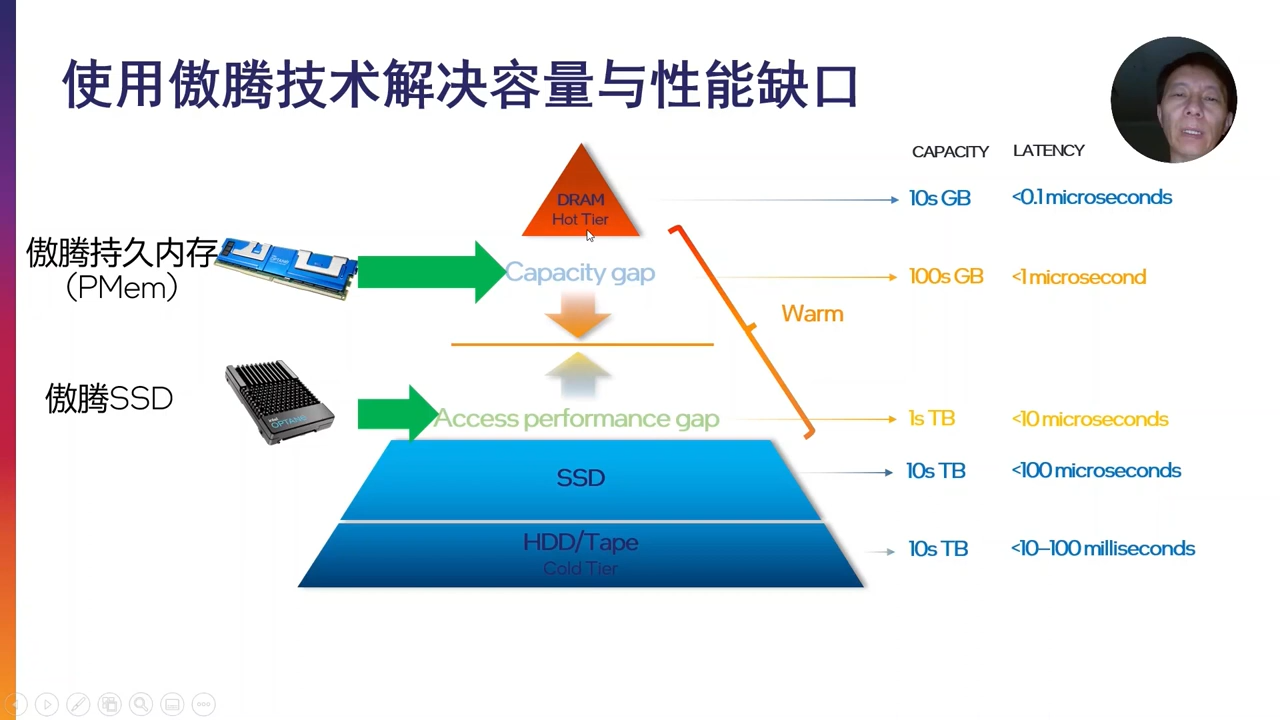 使用傲腾技术解决容量与性能缺口
CAPACITY LATENCY
DRAM
Hot Tier
10s GB <0.1 microseconds
傲腾持久内存
（PMem）
Capacity gap
100s GB <1 microsecond
Warm
傲腾SSD
OPTANE
Access performance gap
1s TB <10 microseconds
SSD
10s TB <100 microseconds
HDD/Tape
Cold Tier
10s TB <10–100 milliseconds